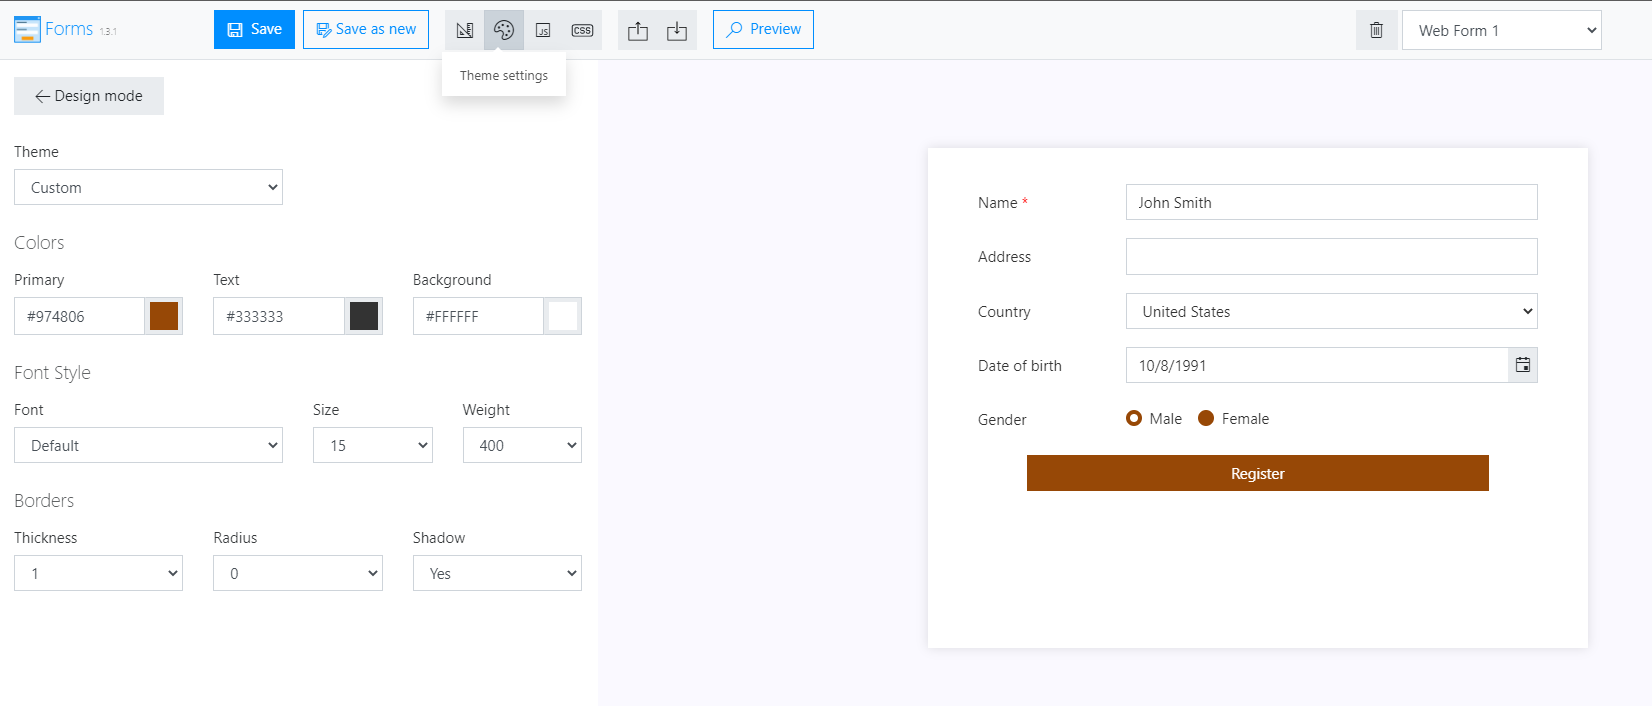 Forms 1.3.1 Save Save as new JS CSS Preview Web Form 1
Theme settings
Design mode
Theme
Custom
Colors
Primary Text Background
#974806 #333333 #FFFFFF
Font Style
Font Size Weight
Default 15 400
Borders
Thickness Radius Shadow
1 0 Yes
Name * John Smith
Address
Country United States
Date of birth 10/8/1991
Gender Male Female
Register